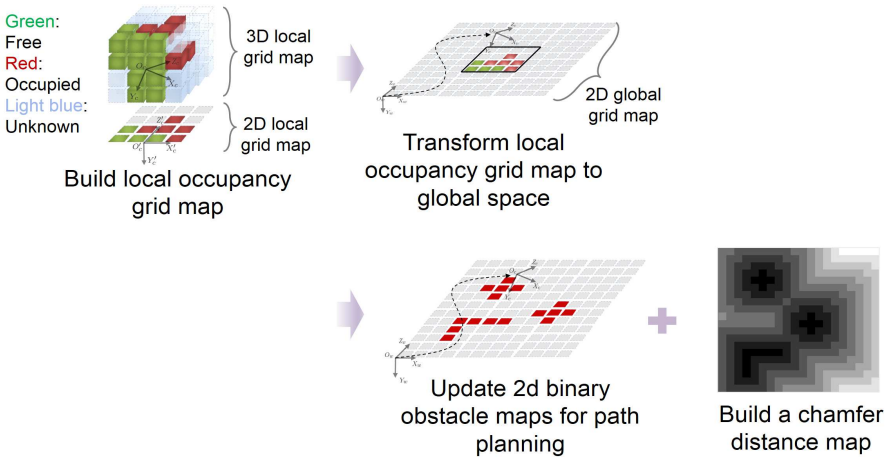 Green:
Free
Red:
Occupied
Light blue:
Unknown
3D local
grid map
2D local
grid map
Build local occupancy
grid map
2D global
grid map
Transform local
occupancy grid map to
global space
Update 2d binary
obstacle maps for path
planning
Build a chamfer
distance map